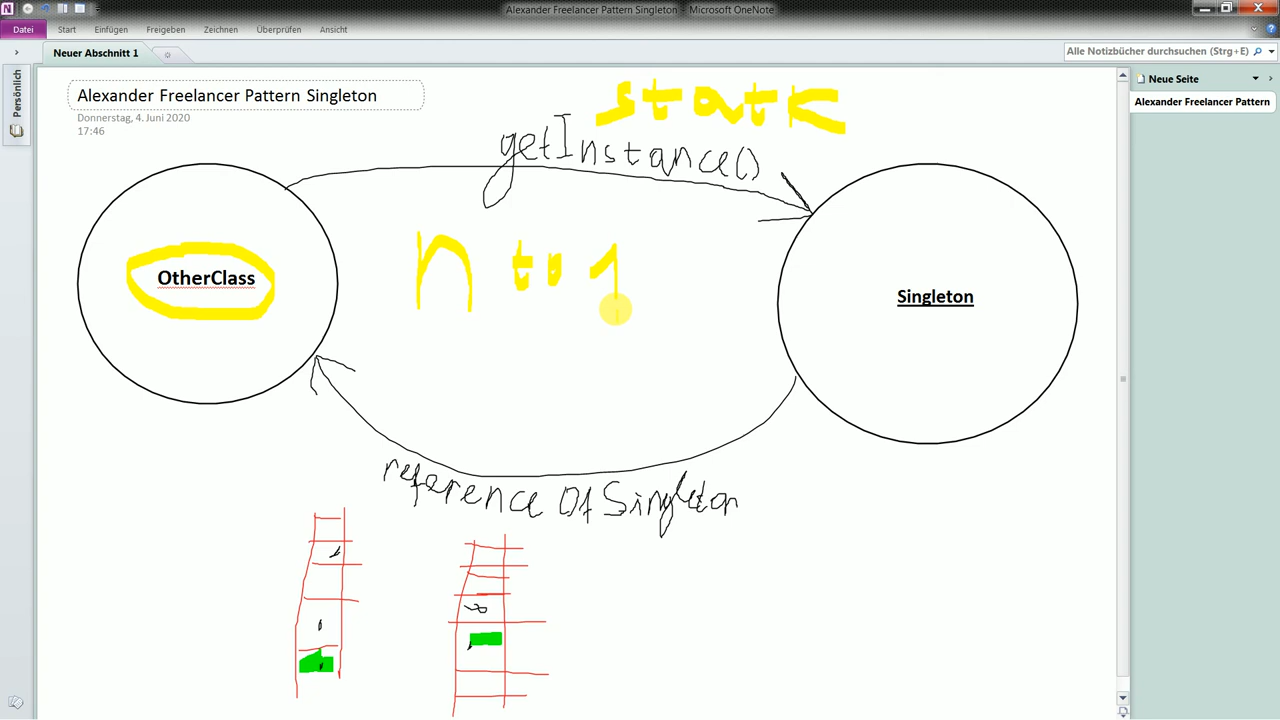 Alexander Freelancer Pattern Singleton – Microsoft OneNote
Datei Start Einfügen Freigeben Zeichnen Überprüfen Ansicht
Neuer Abschnitt 1
Alle Notizbücher durchsuchen (Strg+E)
Persönlich
Neue Seite
Alexander Freelancer Pattern
Alexander Freelancer Pattern Singleton
Donnerstag, 4. Juni 2020
17:46
getInstance()
OtherClass
n to 1
Singleton
reference Of Singleton